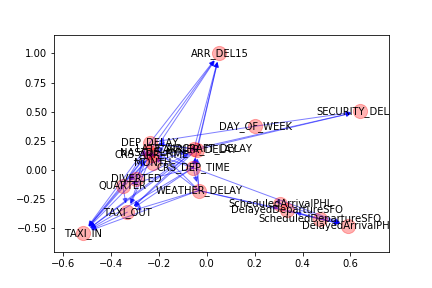 1.00
0.75
0.50
0.25
0.00
−0.25
−0.50
ARR_DEL15
SECURITY_DEL
DAY_OF_WEEK
DEP_DELAY
MONTH
CRS_DEP_TIME
DIVERTED
QUARTER
WEATHER_DELAY
TAXI_OUT
TAXI_IN
ScheduledArrivalPHL
DelayedDepartureSFO
ScheduledDepartureSFO
DelayedArrivalPH
−0.6
−0.4
−0.2
0.0
0.2
0.4
0.6